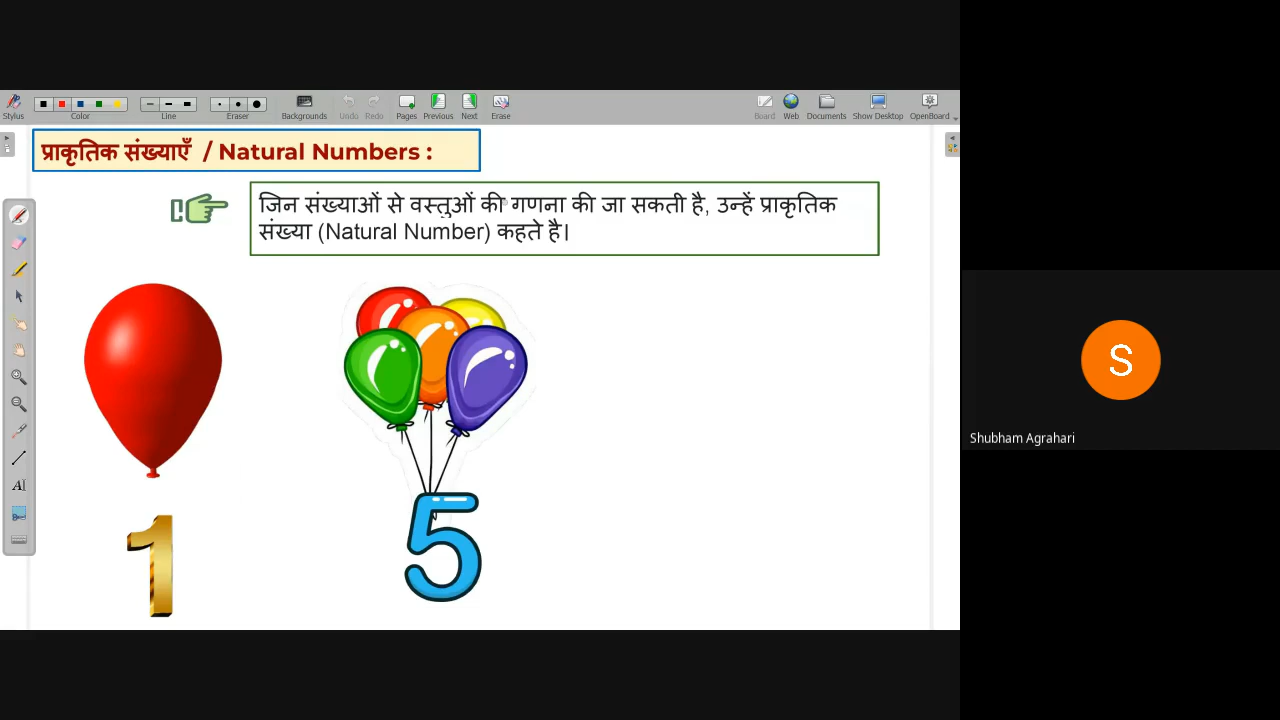 Stylus
Color
Line
Eraser
Backgrounds
Undo
Redo
Pages
Previous
Next
Erase
Board
Web
Documents
Show Desktop
OpenBoard
प्राकृतिक संख्याएँ / Natural Numbers :
जिन संख्याओं से वस्तुओं की गणना की जा सकती है, उन्हें प्राकृतिक
संख्या (Natural Number) कहते है।
1
5
S
Shubham Agrahari